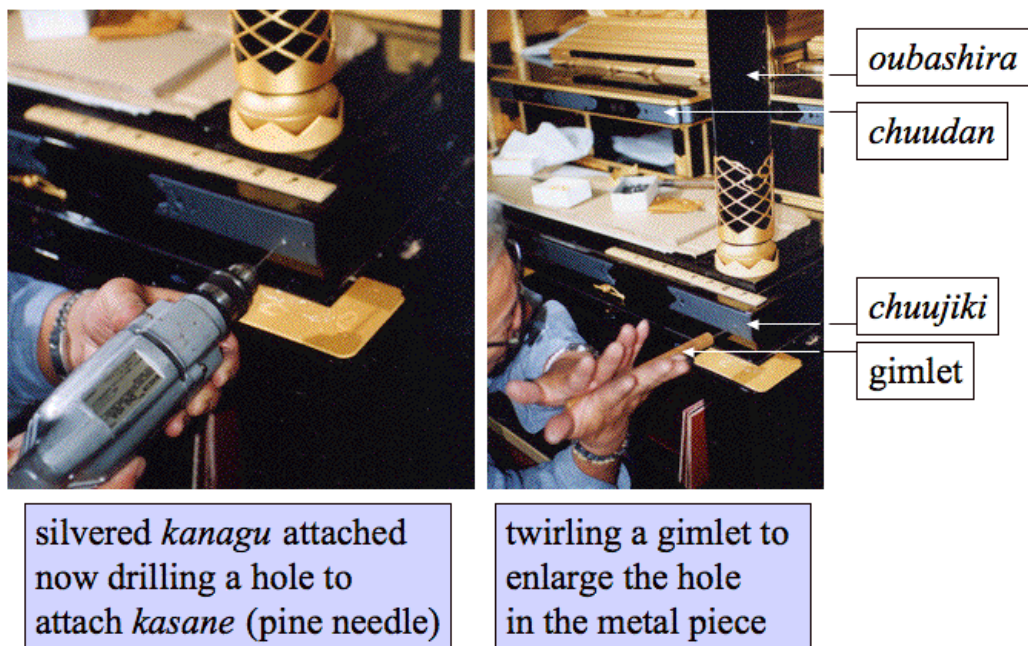 oubashira
chuudan
chuujiki
gimlet
silvered kanagu attached
now drilling a hole to
attach kasane (pine needle)
twirling a gimlet to
enlarge the hole
in the metal piece